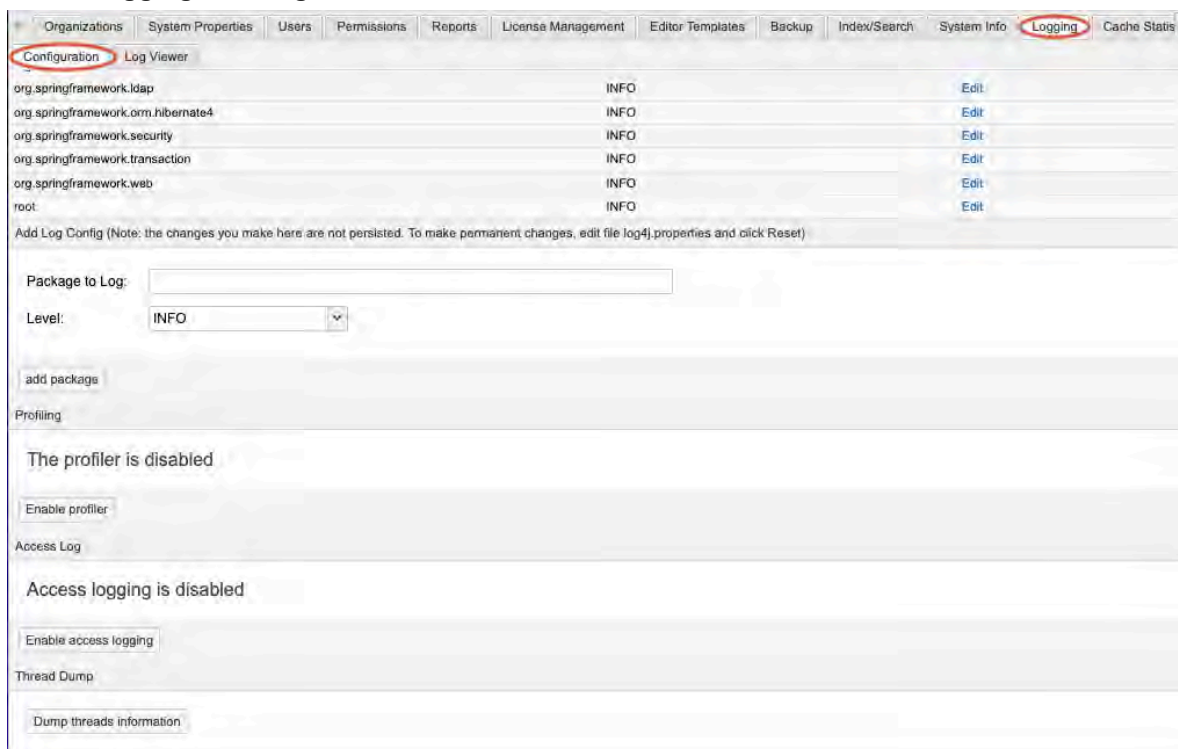 Organizations System Properties Users Permissions Reports License Management Editor Templates Backup Index/Search System Info Logging Cache Statis
Configuration Log Viewer
org.springframework.ldap INFO Edit
org.springframework.orm.hibernate4 INFO Edit
org.springframework.security INFO Edit
org.springframework.transaction INFO Edit
org.springframework.web INFO Edit
root INFO Edit
Add Log Config (Note: the changes you make here are not persisted. To make permanent changes, edit file log4j.properties and click Reset)
Package to Log:
Level: INFO
add package
Profiling
The profiler is disabled
Enable profiler
Access Log
Access logging is disabled
Enable access logging
Thread Dump
Dump threads information